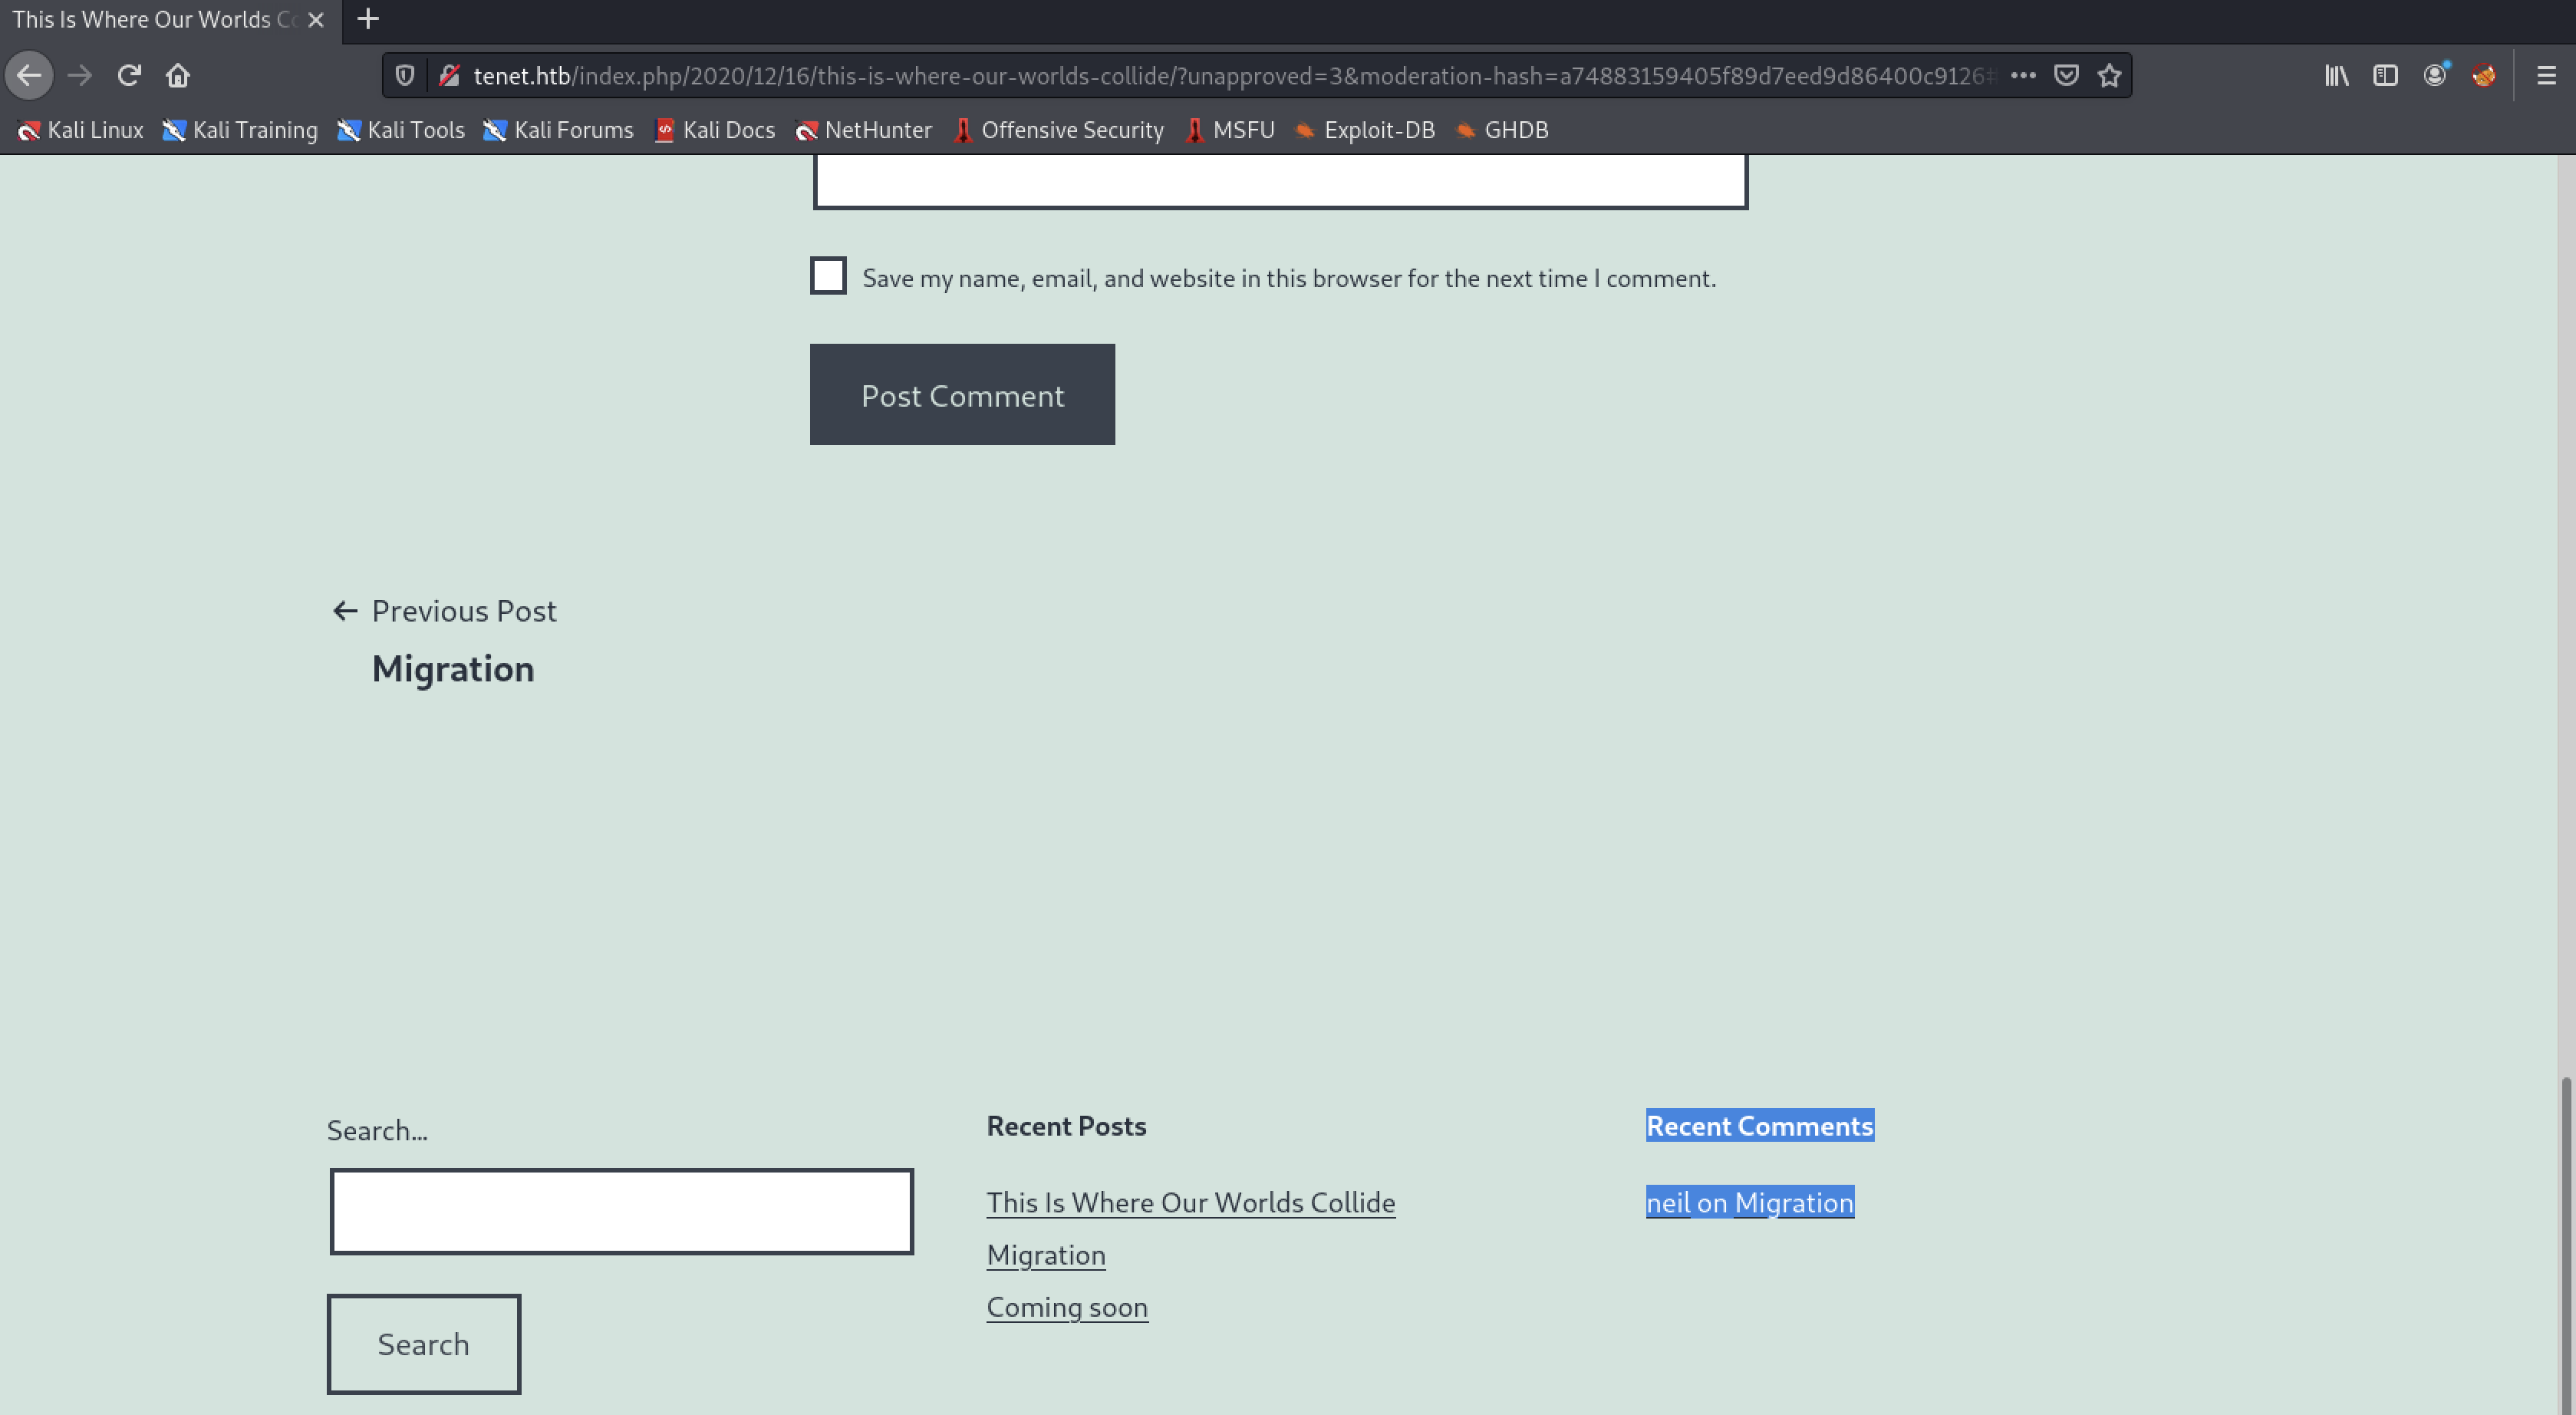 This Is Where Our Worlds Co
tenet.htb/index.php/2020/12/16/this-is-where-our-worlds-collide/?unapproved=3&moderation-hash=a74883159405f89d7eed9d86400c9126#
Kali Linux Kali Training Kali Tools Kali Forums Kali Docs NetHunter Offensive Security MSFU Exploit-DB GHDB
Save my name, email, and website in this browser for the next time I comment.
Post Comment
← Previous Post
Migration
Search…
Search
Recent Posts
This Is Where Our Worlds Collide
Migration
Coming soon
Recent Comments
neil on Migration